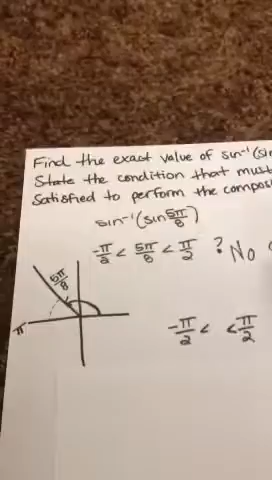 Find the exact value of sin⁻¹(sin
State the condition that must
Satisfied to perform the compos
sin⁻¹(sin 5π/8)
-π/2 < 5π/8 < π/2 ? No
5π/8
π
-π/2 < < π/2